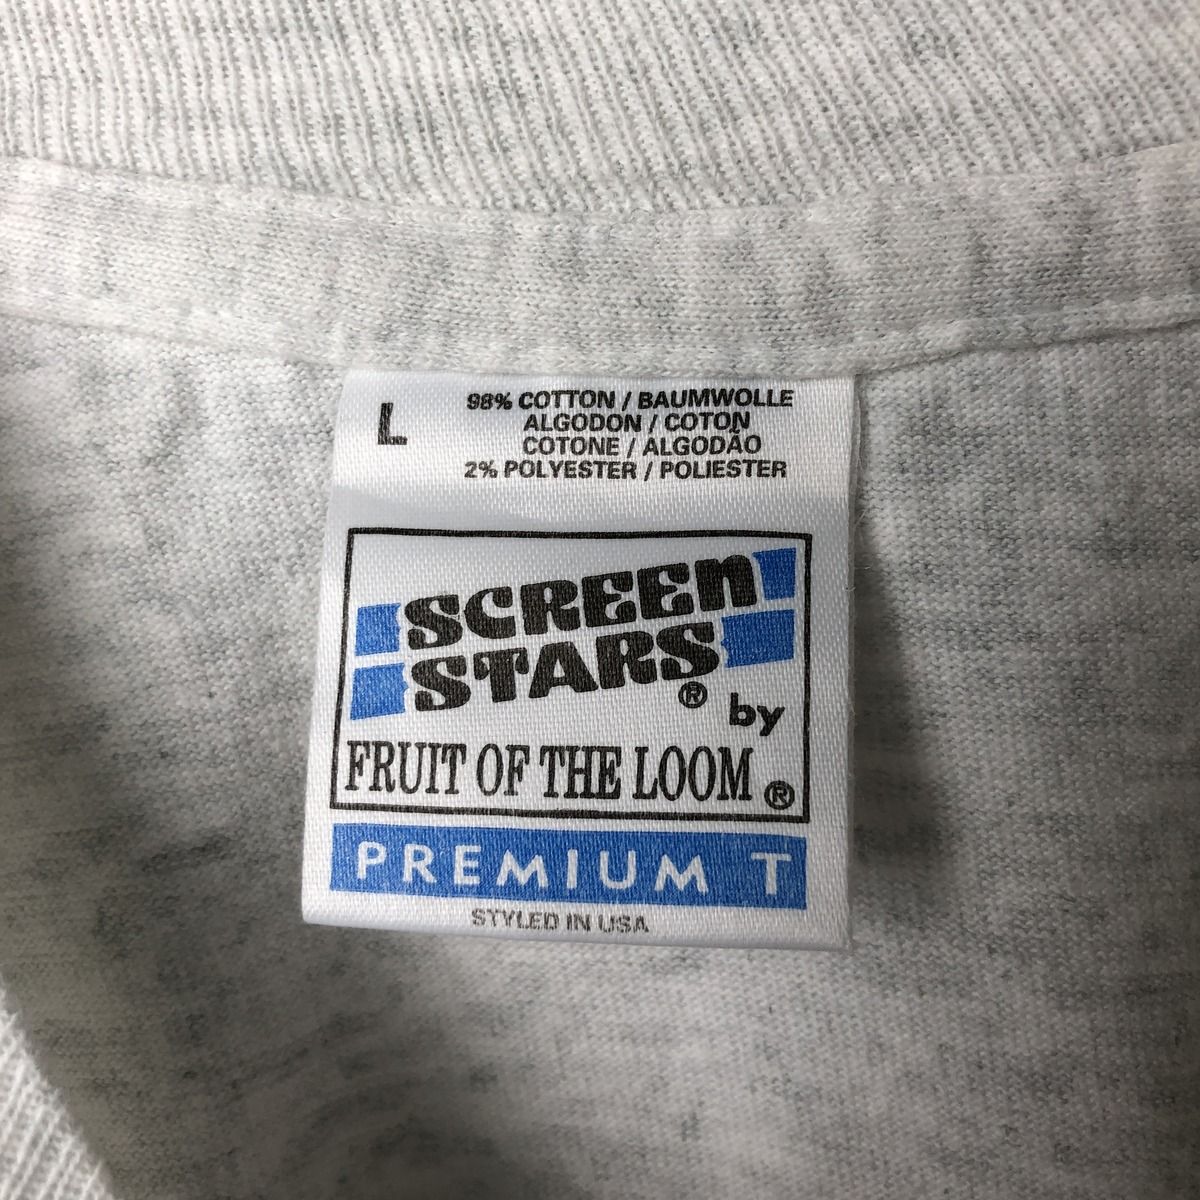 L
98% COTTON / BAUMWOLLE
ALGODON / COTON
COTONE / ALGODÃO
2% POLYESTER / POLIESTER
SCREEn
STARS ® by
FRUIT OF THE LOOM ®
PREMIUM T
STYLED IN USA